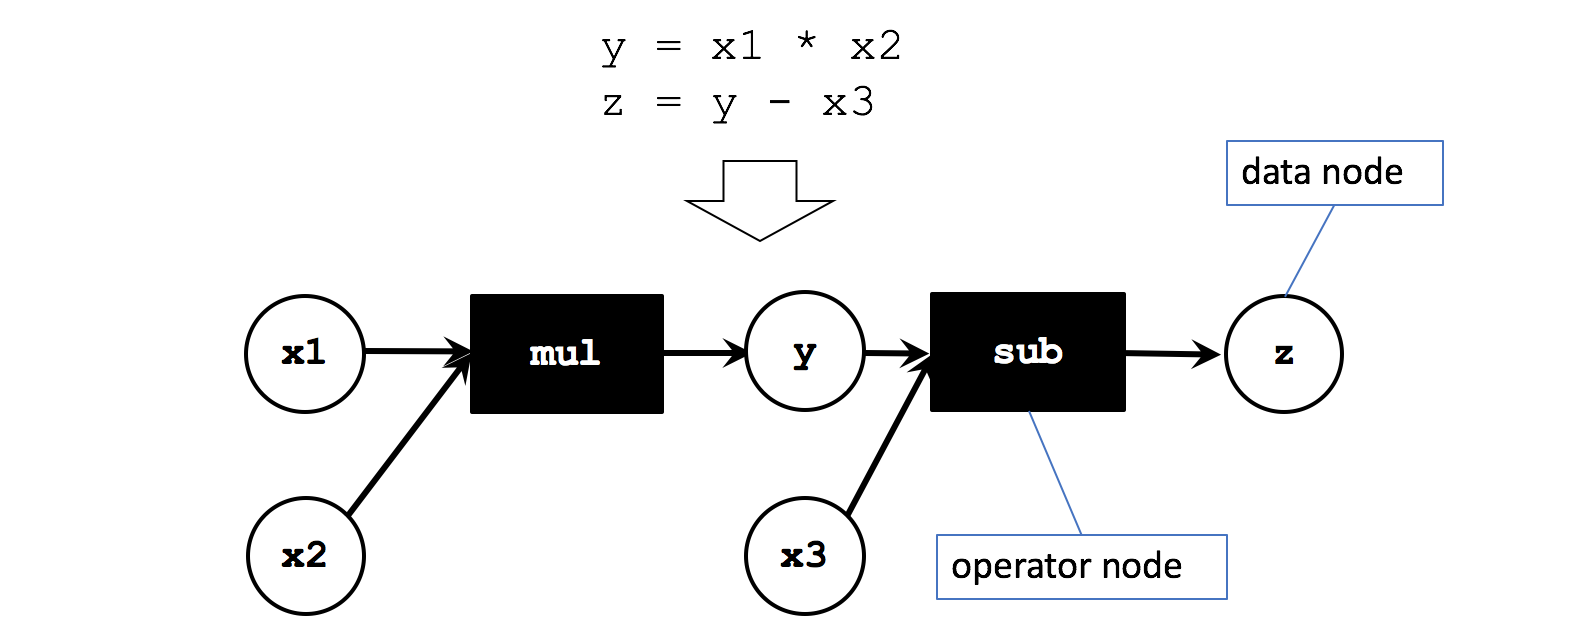 y = x1 * x2
z = y - x3
data node
x1
mul
y
sub
z
x2
x3
operator node